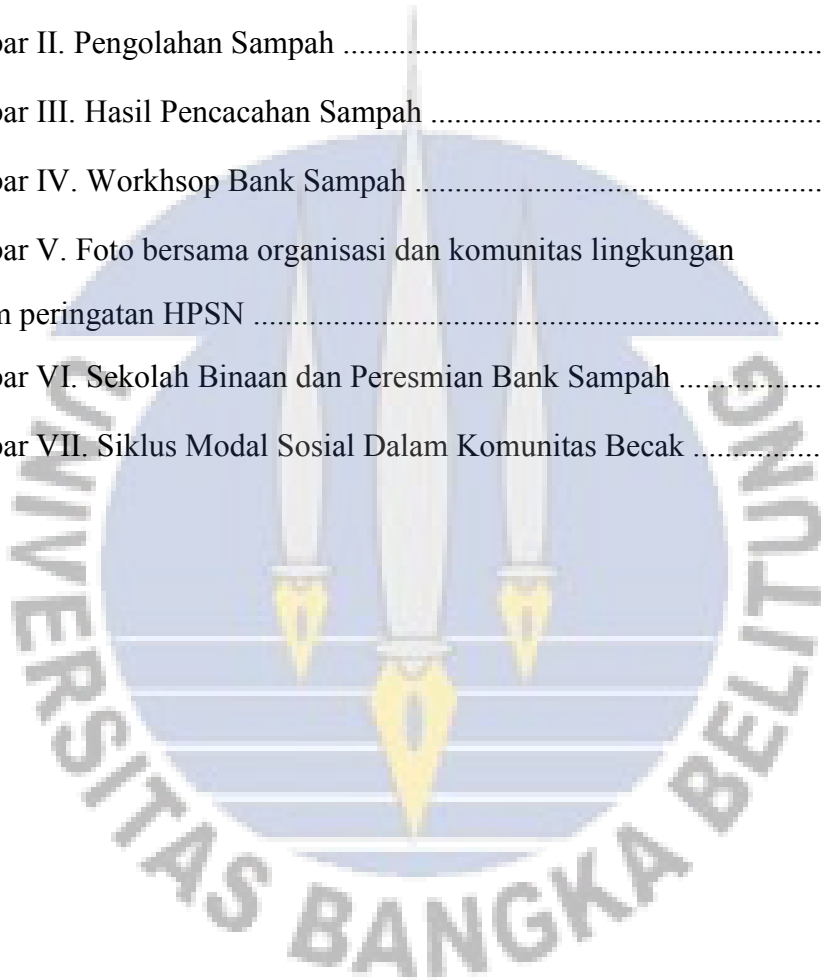 bar II. Pengolahan Sampah ...............................................................
bar III. Hasil Pencacahan Sampah ...................................................
bar IV. Workhsop Bank Sampah .....................................................
bar V. Foto bersama organisasi dan komunitas lingkungan
n peringatan HPSN ...........................................................................
bar VI. Sekolah Binaan dan Peresmian Bank Sampah ...................
bar VII. Siklus Modal Sosial Dalam Komunitas Becak .................
UNIVERSITAS BANGKA BELITUNG